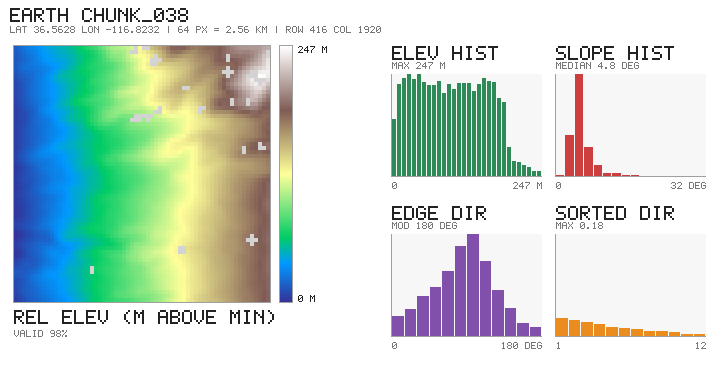 EARTH CHUNK_038
LAT 36.5628 LON -116.8232 | 64 PX = 2.56 KM | ROW 416 COL 1920
247 M
0 M
REL ELEV (M ABOVE MIN)
VALID 98%
ELEV HIST
MAX 247 M
0 247 M
SLOPE HIST
MEDIAN 4.8 DEG
0 32 DEG
EDGE DIR
MOD 180 DEG
0 180 DEG
SORTED DIR
MAX 0.18
1 12